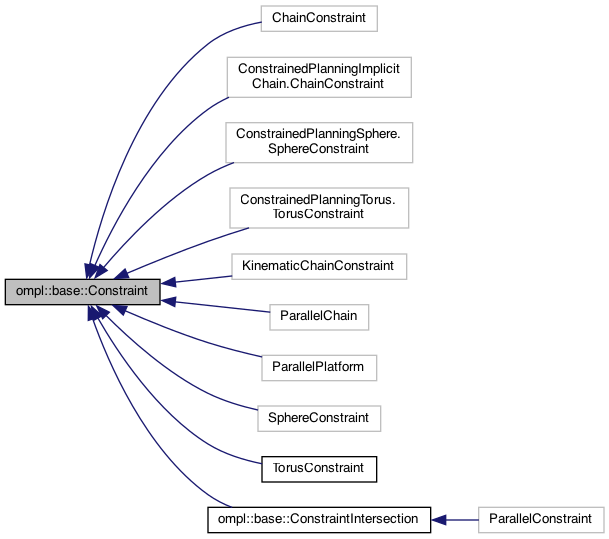 ChainConstraint
ConstrainedPlanningImplicit
Chain.ChainConstraint
ConstrainedPlanningSphere.
SphereConstraint
ConstrainedPlanningTorus.
TorusConstraint
KinematicChainConstraint
ompl::base::Constraint
ParallelChain
ParallelPlatform
SphereConstraint
TorusConstraint
ompl::base::ConstraintIntersection
ParallelConstraint